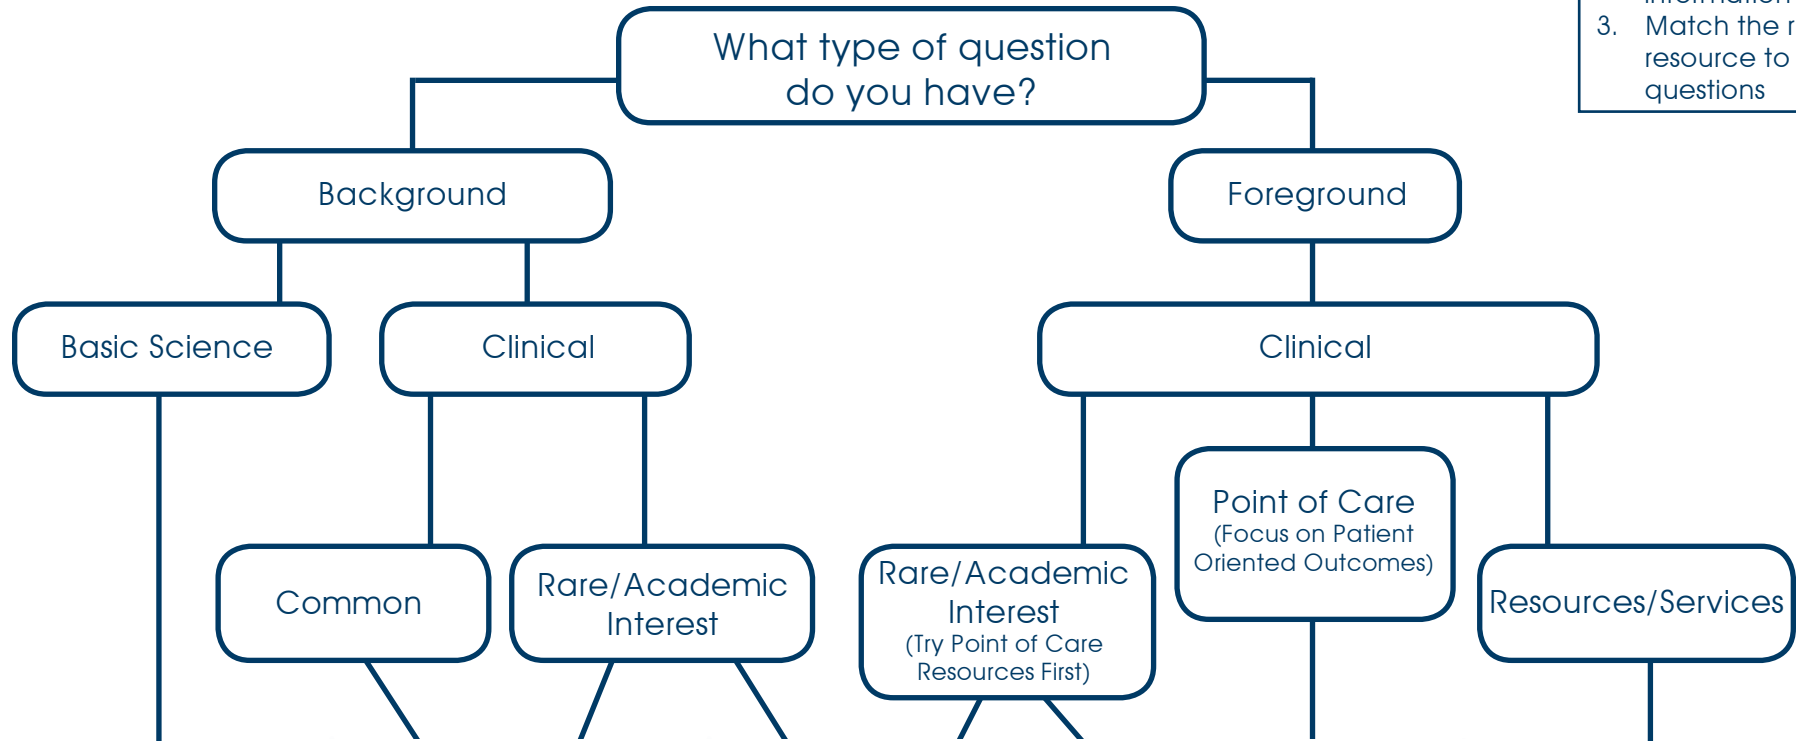 What type of question
do you have?
3. Match the
resource to
questions
Background
Foreground
Basic Science
Clinical
Clinical
Point of Care
(Focus on Patient
Oriented Outcomes)
Common
Rare/Academic
Interest
Rare/Academic
Interest
(Try Point of Care
Resources First)
Resources/Services